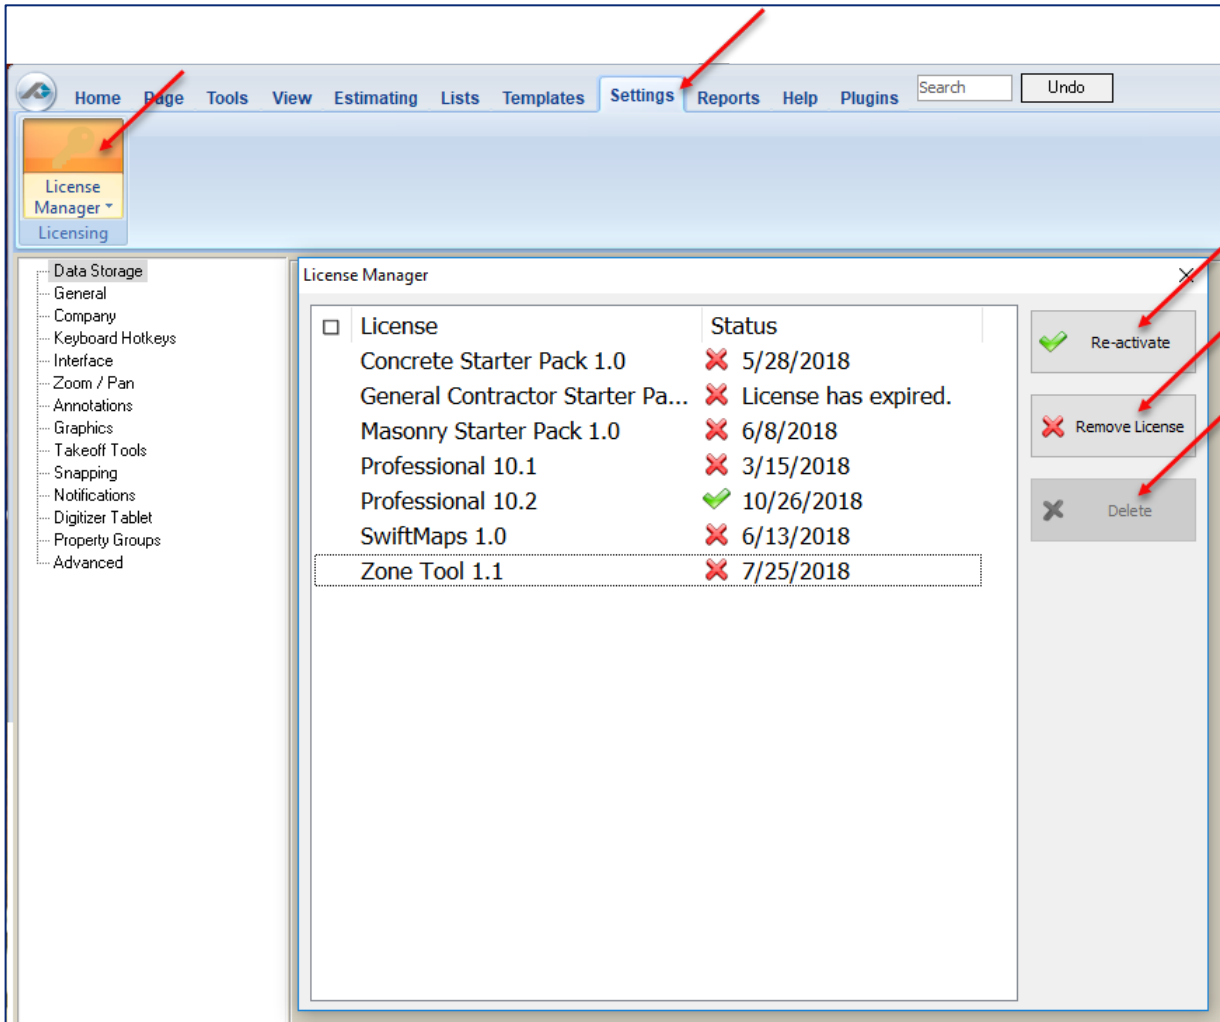 Home Page Tools View Estimating Lists Templates Settings Reports Help Plugins Search Undo
License
Manager
Licensing
Data Storage
General
Company
Keyboard Hotkeys
Interface
Zoom / Pan
Annotations
Graphics
Takeoff Tools
Snapping
Notifications
Digitizer Tablet
Property Groups
Advanced
License Manager
License Status
Concrete Starter Pack 1.0 5/28/2018
General Contractor Starter Pa... License has expired.
Masonry Starter Pack 1.0 6/8/2018
Professional 10.1 3/15/2018
Professional 10.2 10/26/2018
SwiftMaps 1.0 6/13/2018
Zone Tool 1.1 7/25/2018
Re-activate
Remove License
Delete